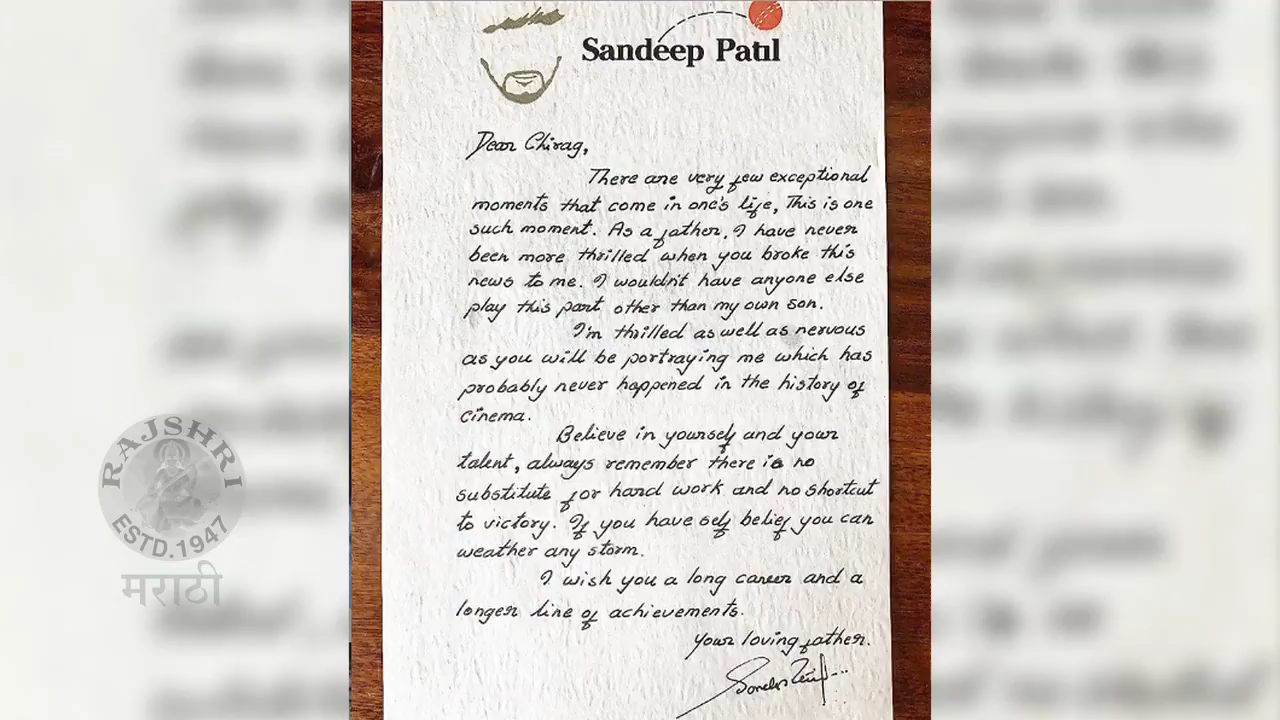 Sandeep Patil
Dear Chirag,
There are very few exceptional
moments that come in one's life, This is one
such moment. As a father, I have never
been more thrilled when you broke this
news to me. I wouldn't have anyone else
play this part other than my own son.
I'm thrilled as well as nervous
as you will be portraying me which has
probably never happened in the history of
cinema.
Believe in yourself and your
talent, always remember there is no
substitute for hard work and no shortcut
to victory. If you have self belief you can
weather any storm.
I wish you a long career and a
longer line of achievements.
Your loving father.
RAJSHRI
ESTD.1947
मराठी